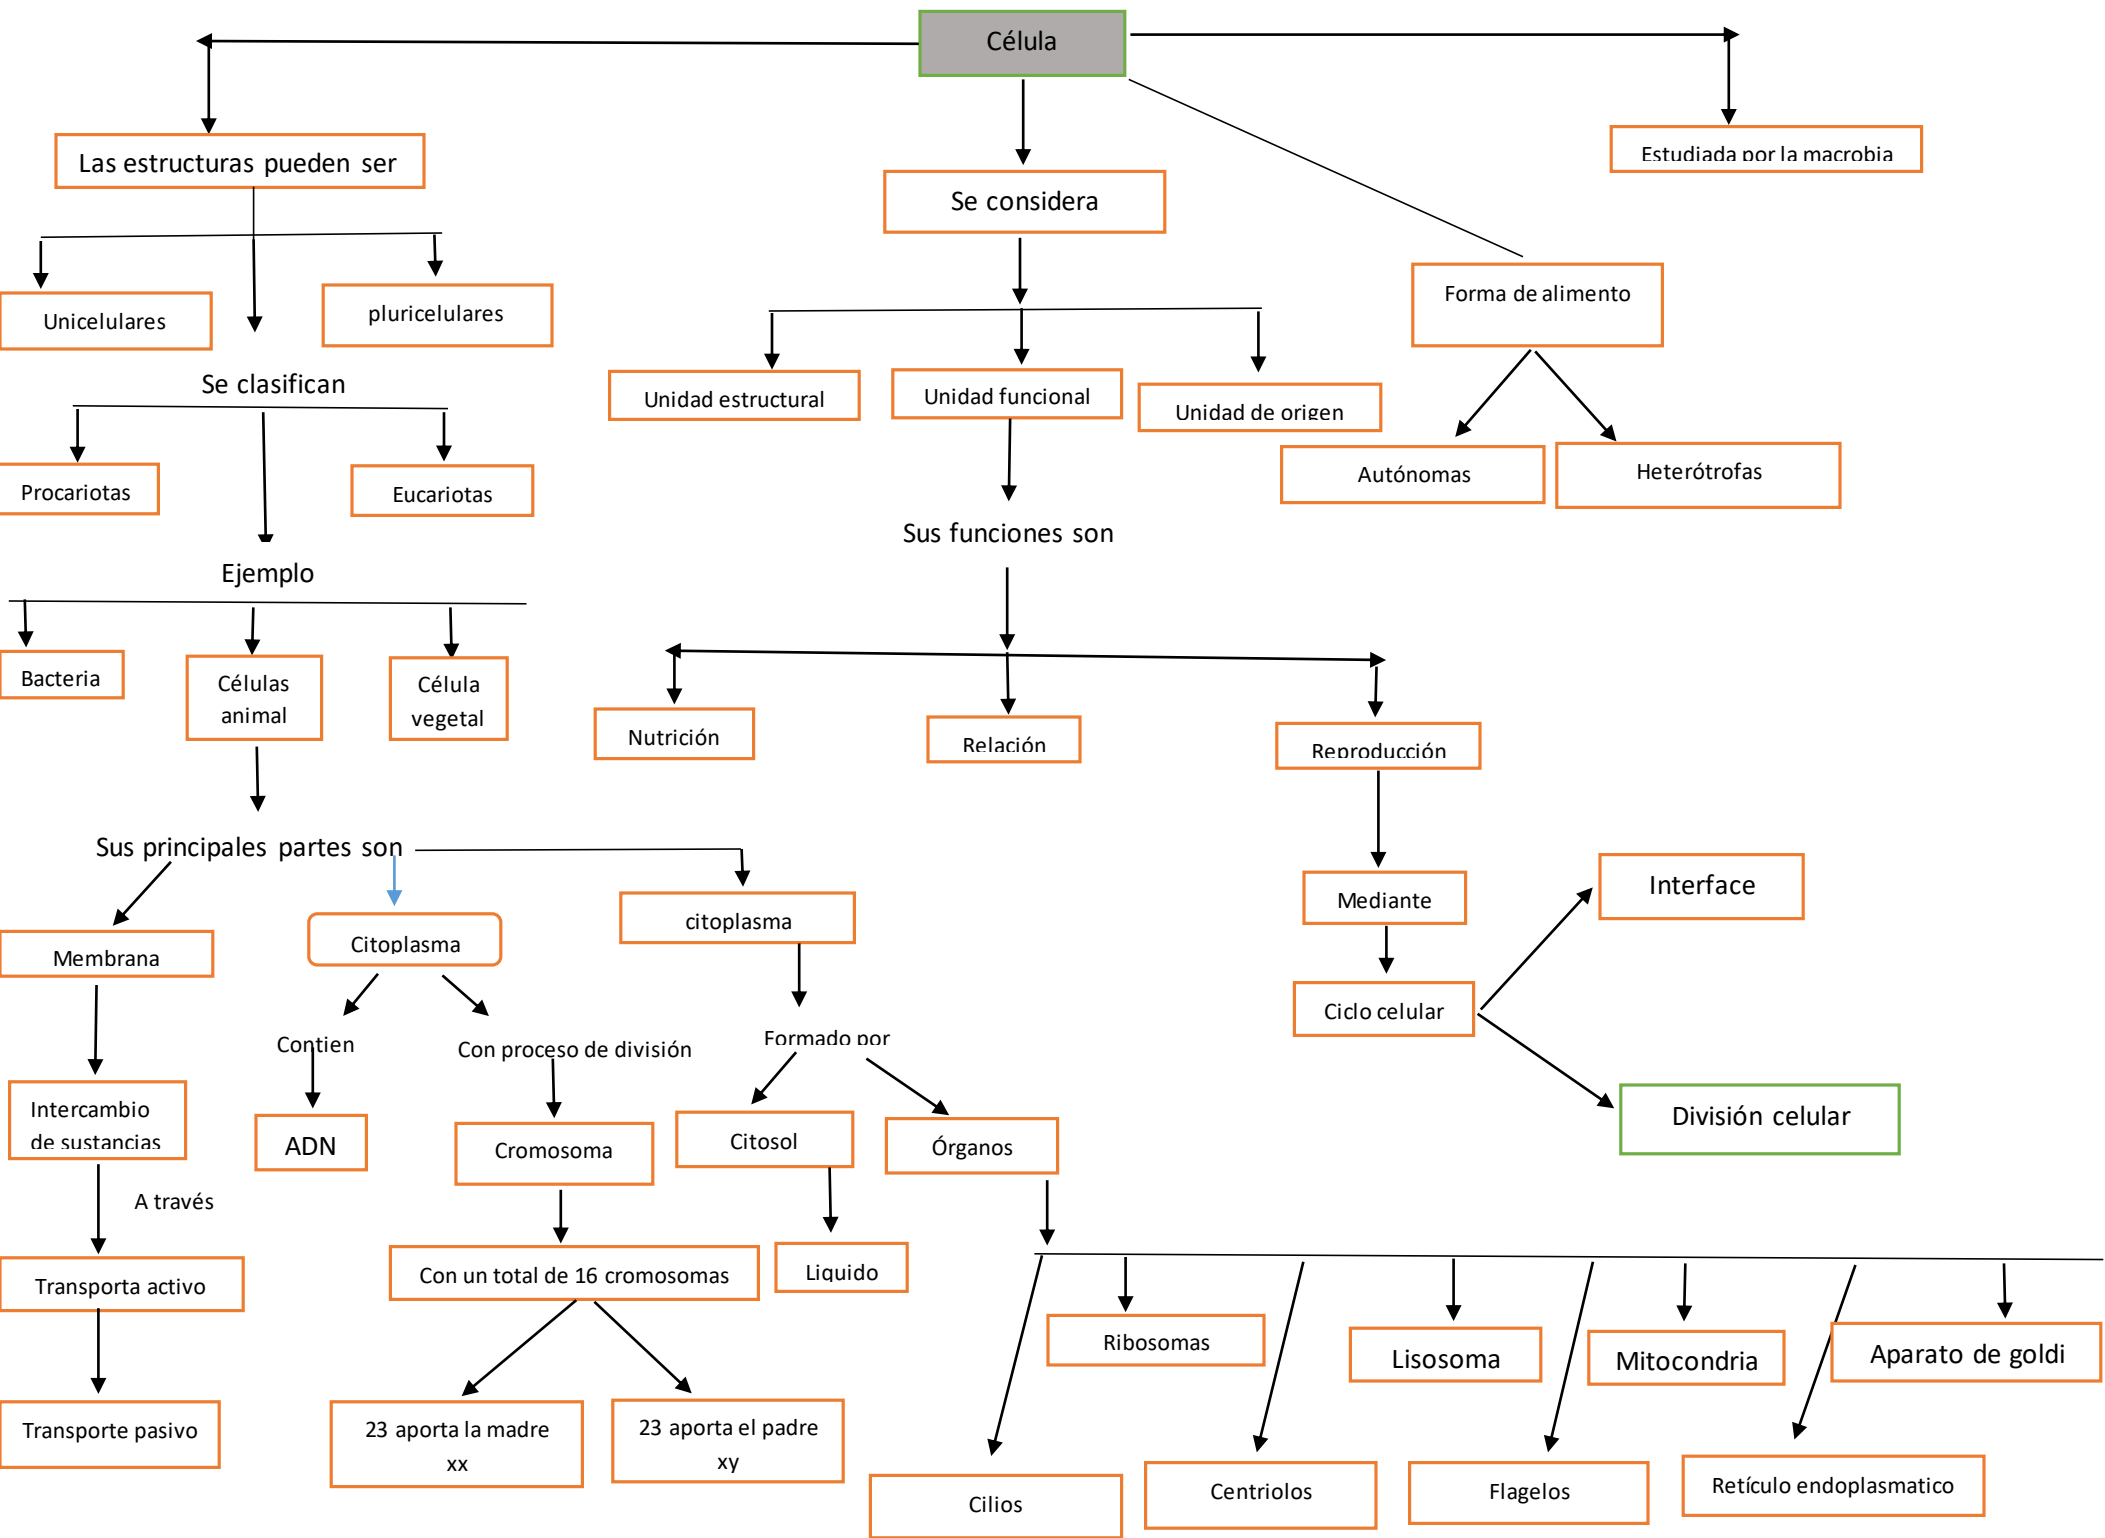 Célula
Las estructuras pueden ser
Estudiada por la macrobia
Se considera
Forma de alimento
Unicelulares
pluricelulares
Se clasifican
Unidad estructural
Unidad funcional
Unidad de origen
Autónomas
Heterótrofas
Procariotas
Eucariotas
Sus funciones son
Ejemplo
Bacteria
Células
animal
Célula
vegetal
Nutrición
Relación
Reproducción
Sus principales partes son
Mediante
Interface
Membrana
Citoplasma
citoplasma
Ciclo celular
Contien
Con proceso de división
Formado por
Intercambio
de sustancias
ADN
Cromosoma
Citosol
Órganos
División celular
A través
Transporta activo
Con un total de 16 cromosomas
Liquido
Ribosomas
Lisosoma
Mitocondria
Aparato de goldi
Transporte pasivo
23 aporta la madre
xx
23 aporta el padre
xy
Cilios
Centriolos
Flagelos
Retículo endoplasmatico